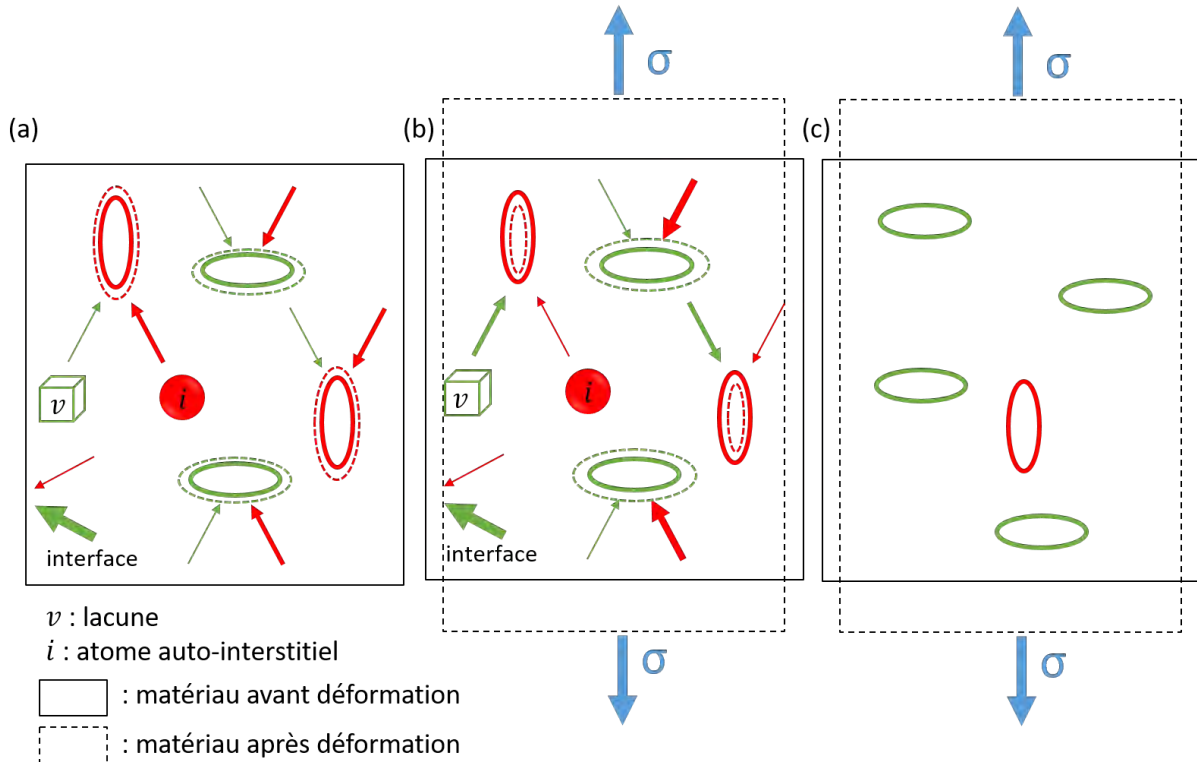 σ
σ
(a)
(b)
(c)
v
i
v
i
interface
interface
v : lacune
i : atome auto-interstitiel
σ
σ
: matériau avant déformation
: matériau après déformation